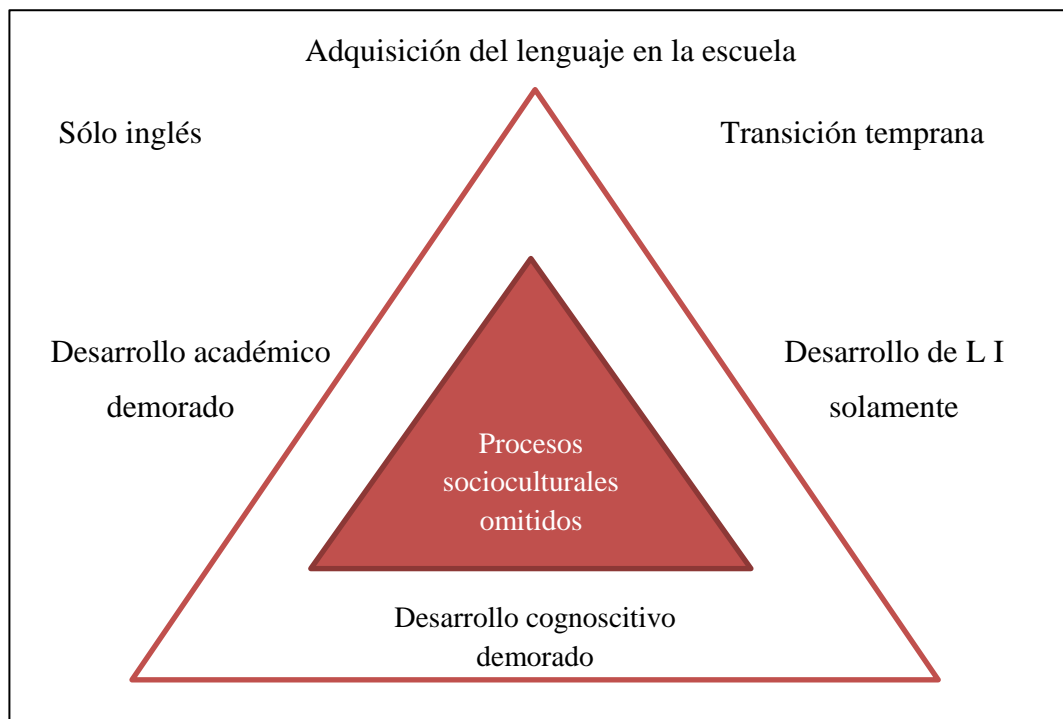 Adquisición del lenguaje en la escuela
Sólo inglés
Transición temprana
Desarrollo académico
demorado
Desarrollo de L I
solamente
Procesos
socioculturales
omitidos
Desarrollo cognoscitivo
demorado